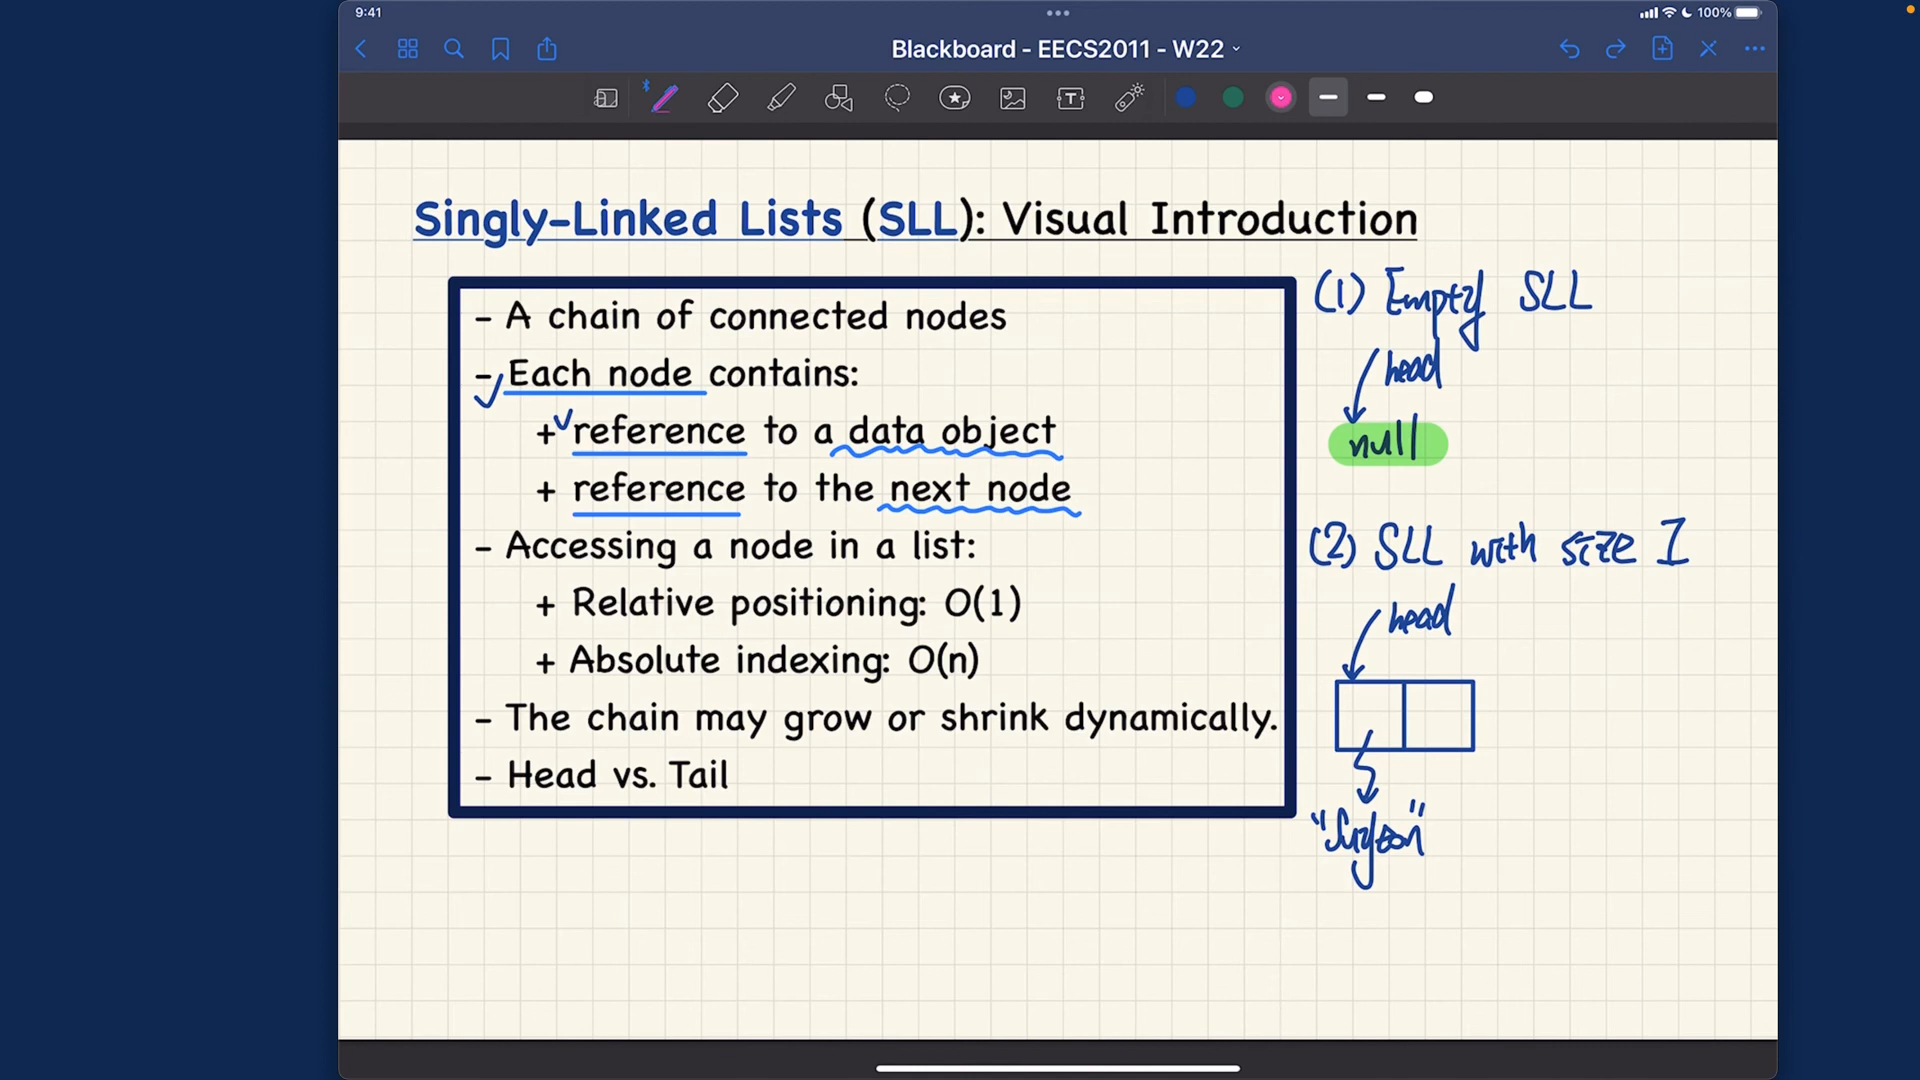 9:41
100%
Blackboard - EECS2011 - W22
Singly-Linked Lists (SLL): Visual Introduction
- A chain of connected nodes
- Each node contains:
+ reference to a data object
+ reference to the next node
- Accessing a node in a list:
+ Relative positioning: O(1)
+ Absolute indexing: O(n)
- The chain may grow or shrink dynamically.
- Head vs. Tail
(1) Empty SLL
head
null
(2) SLL with size 1
head